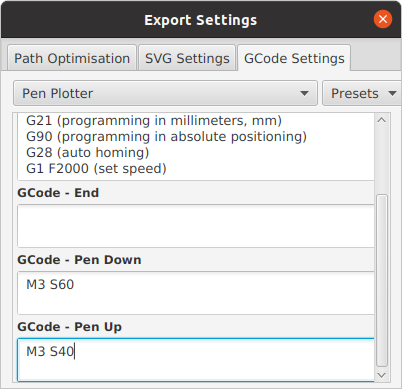 Export Settings
Path Optimisation SVG Settings GCode Settings
Pen Plotter Presets
G21 (programming in millimeters, mm)
G90 (programming in absolute positioning)
G28 (auto homing)
G1 F2000 (set speed)
GCode - End
GCode - Pen Down
M3 S60
GCode - Pen Up
M3 S40